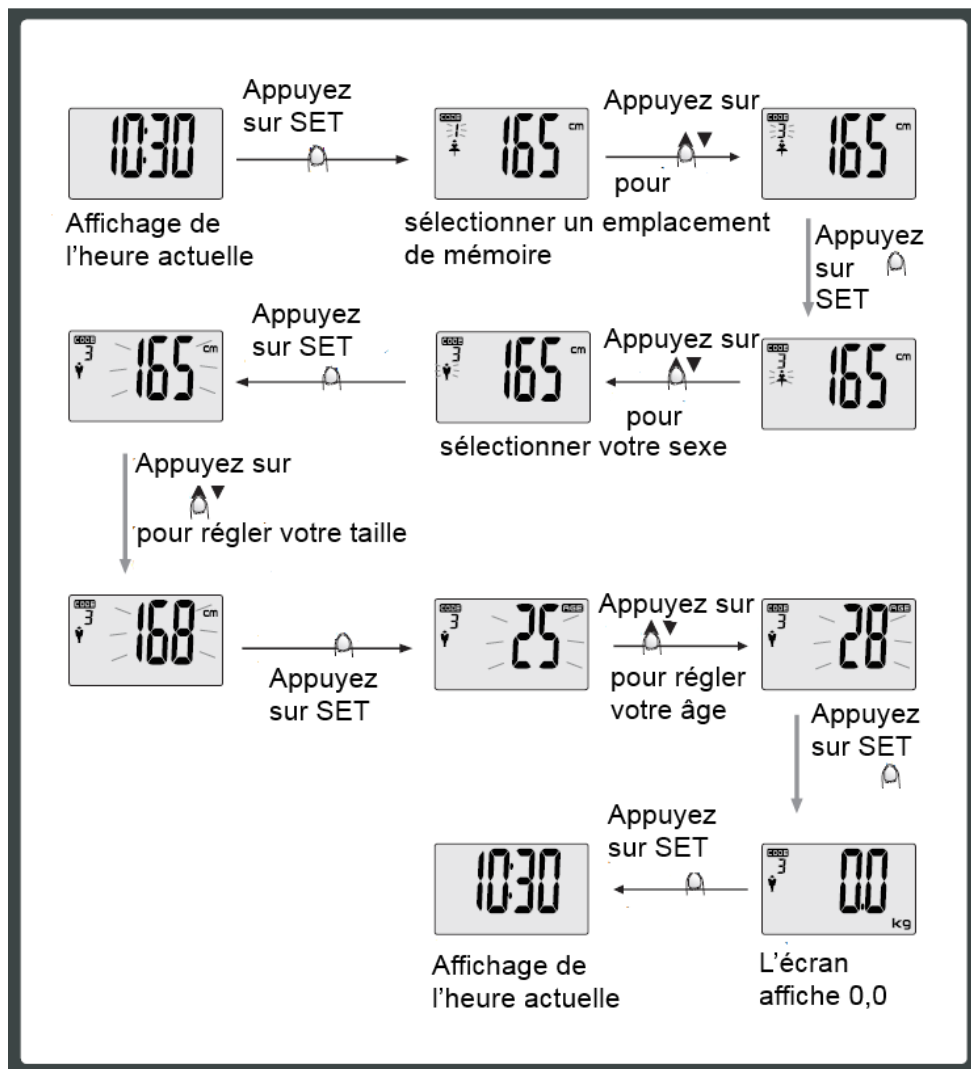 10:30
Appuyez
sur SET
CODE
1
165 cm
Appuyez sur
▲▼
pour
CODE
3
165 cm
Affichage de
l'heure actuelle
sélectionner un emplacement
de mémoire
Appuyez
sur
SET
CODE
3
165 cm
Appuyez sur
▲▼
pour
sélectionner votre sexe
CODE
3
165 cm
Appuyez
sur SET
CODE
3
165 cm
Appuyez sur
▲▼
pour régler votre taille
CODE
3
168 cm
Appuyez
sur SET
CODE
3
25 AGE
Appuyez sur
▲▼
pour régler
votre âge
CODE
3
28 AGE
Appuyez
sur SET
CODE
3
0.0
kg
L'écran
affiche 0,0
Appuyez
sur SET
10:30
Affichage de
l'heure actuelle